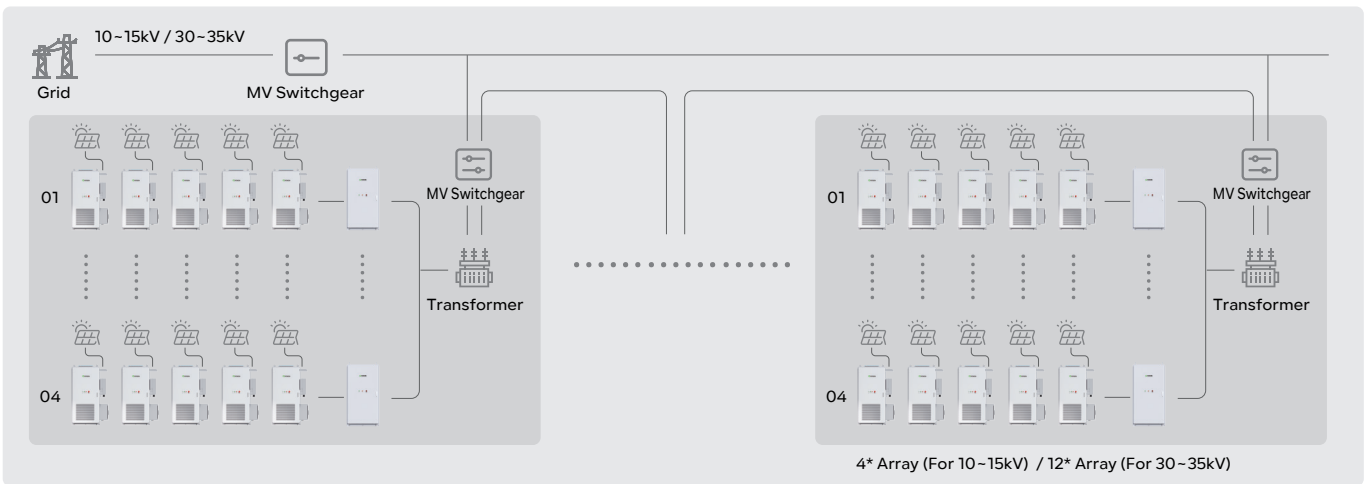 10~15kV / 30~35kV
Grid
MV Switchgear
01
MV Switchgear
Transformer
04
01
MV Switchgear
Transformer
04
4* Array (For 10~15kV) / 12* Array (For 30~35kV)